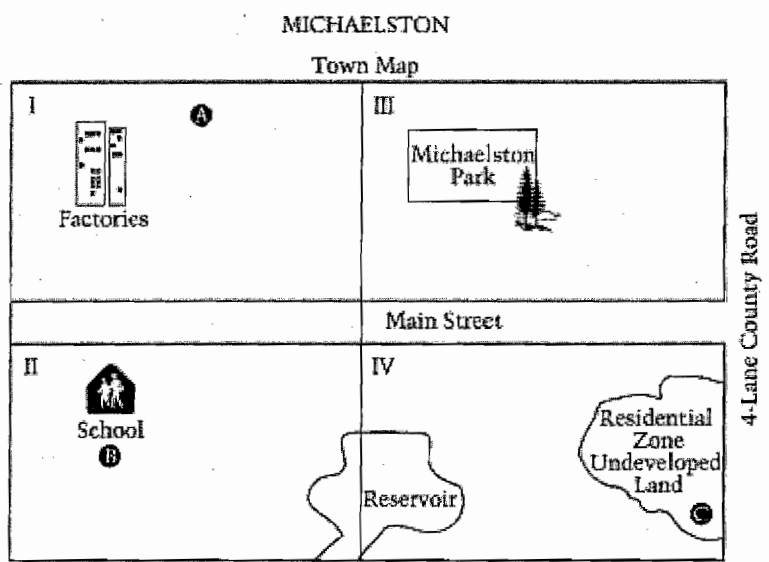 MICHAELSTON
Town Map
I
A
III
Michaelston
Park
Factories
Main Street
4-Lane County Road
II
IV
School
B
Residential
Zone
Undeveloped
Land
Reservoir
C